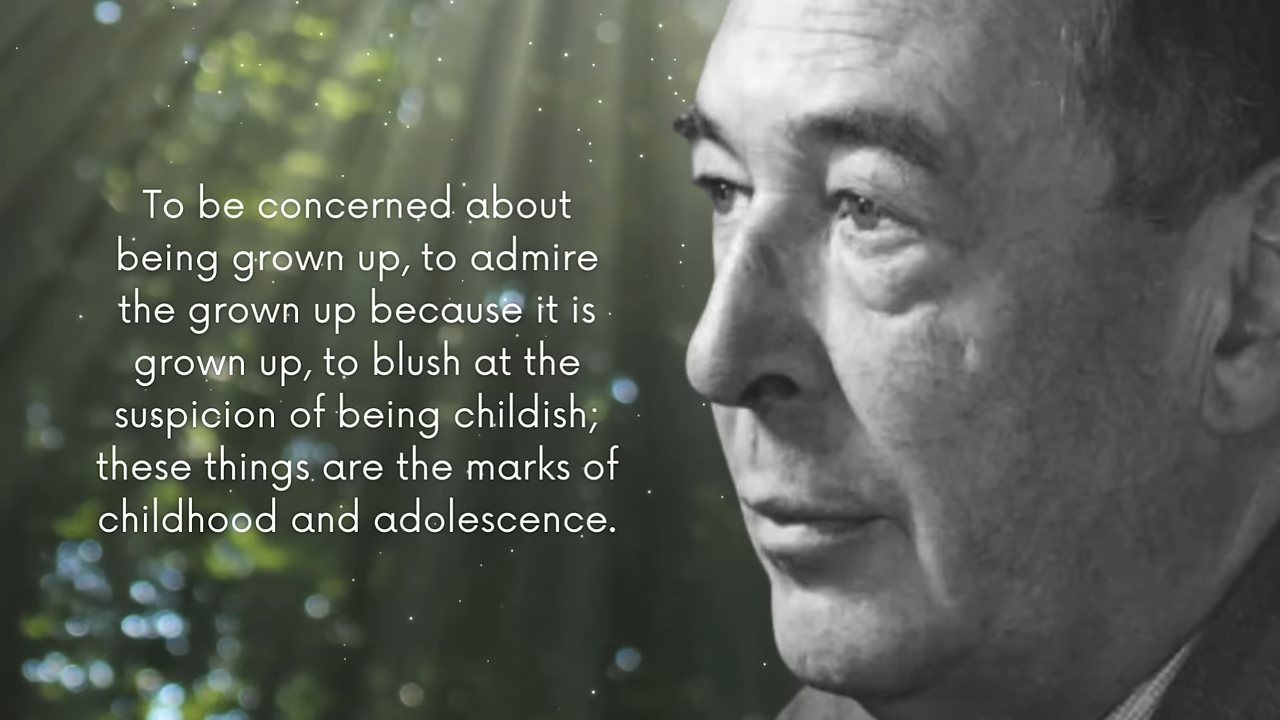 To be concerned about
being grown up, to admire
the grown up because it is
grown up, to blush at the
suspicion of being childish;
these things are the marks of
childhood and adolescence.